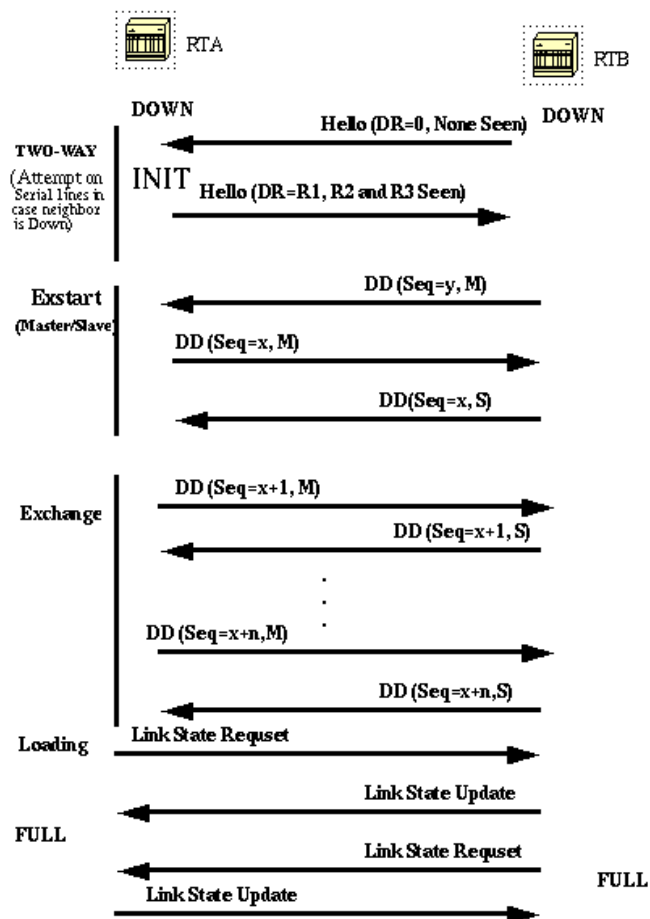 RTA
RTB
DOWN
DOWN
Hello (DR=0, None Seen)
TWO-WAY
(Attempt on
Serial lines in
case neighbor
is Down)
INIT
Hello (DR=R1, R2 and R3 Seen)
DD (Seq=y, M)
Exstart
(Master/Slave)
DD (Seq=x, M)
DD(Seq=x, S)
DD (Seq=x+1, M)
Exchange
DD (Seq=x+1, S)
DD (Seq=x+n,M)
DD (Seq=x+n,S)
Loading
Link State Requset
Link State Update
FULL
Link State Requset
FULL
Link State Update